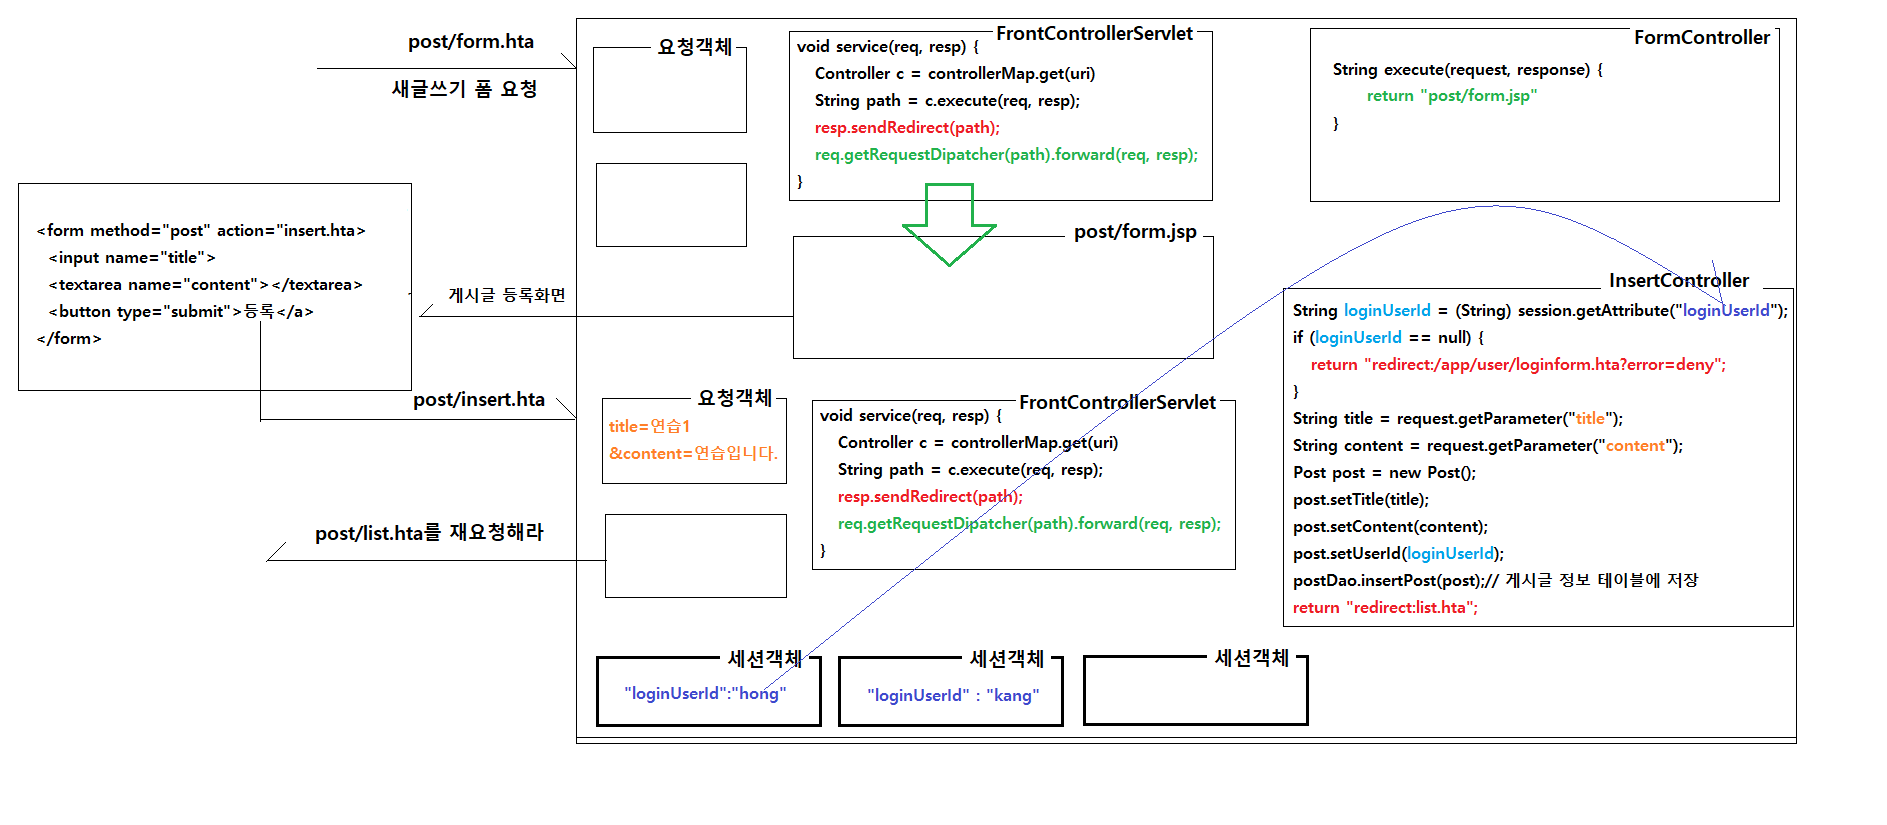 post/form.hta
새글쓰기 폼 요청
요청객체
FrontControllerServlet
void service(req, resp) {
Controller c = controllerMap.get(uri)
String path = c.execute(req, resp);
resp.sendRedirect(path);
req.getRequestDipatcher(path).forward(req, resp);
}
FormController
String execute(request, response) {
return "post/form.jsp"
}
<form method="post" action="insert.hta>
<input name="title">
<textarea name="content"></textarea>
<button type="submit">등록</a>
</form>
게시글 등록화면
post/form.jsp
post/insert.hta
요청객체
title=연습1
&content=연습입니다.
FrontControllerServlet
void service(req, resp) {
Controller c = controllerMap.get(uri)
String path = c.execute(req, resp);
resp.sendRedirect(path);
req.getRequestDipatcher(path).forward(req, resp);
}
InsertController
String loginUserId = (String) session.getAttribute("loginUserId");
if (loginUserId == null) {
return "redirect:/app/user/loginform.hta?error=deny";
}
String title = request.getParameter("title");
String content = request.getParameter("content");
Post post = new Post();
post.setTitle(title);
post.setContent(content);
post.setUserId(loginUserId);
postDao.insertPost(post);// 게시글 정보 테이블에 저장
return "redirect:list.hta";
post/list.hta를 재요청해라
세션객체
"loginUserId":"hong"
세션객체
"loginUserId" : "kang"
세션객체